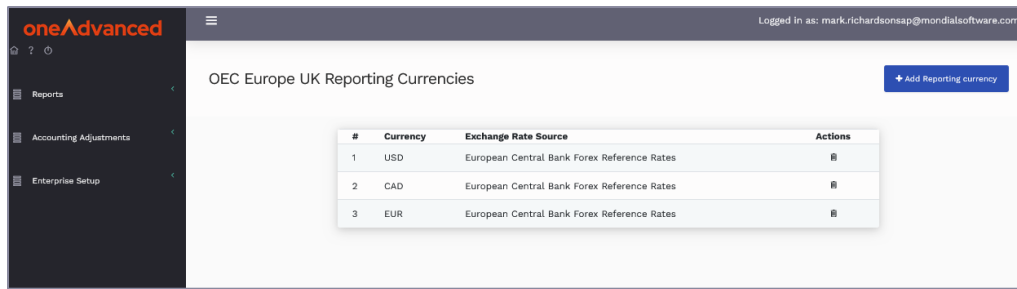 oneAdvanced
Logged in as: mark.richardsonsap@mondialsoftware.com
?
OEC Europe UK Reporting Currencies
+ Add Reporting currency
Reports
Accounting Adjustments
Enterprise Setup
# Currency Exchange Rate Source Actions
1 USD European Central Bank Forex Reference Rates
2 CAD European Central Bank Forex Reference Rates
3 EUR European Central Bank Forex Reference Rates